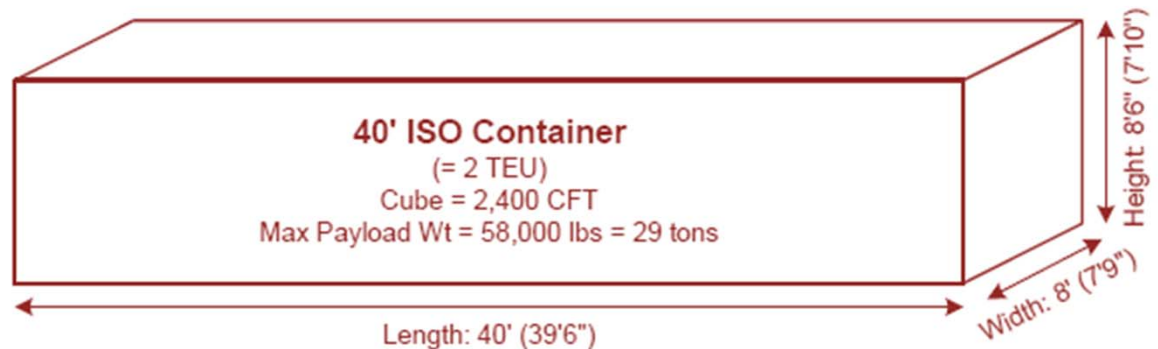 40' ISO Container
(= 2 TEU)
Cube = 2,400 CFT
Max Payload Wt = 58,000 lbs = 29 tons
Height: 8'6" (7'10")
Width: 8' (7'9")
Length: 40' (39'6")